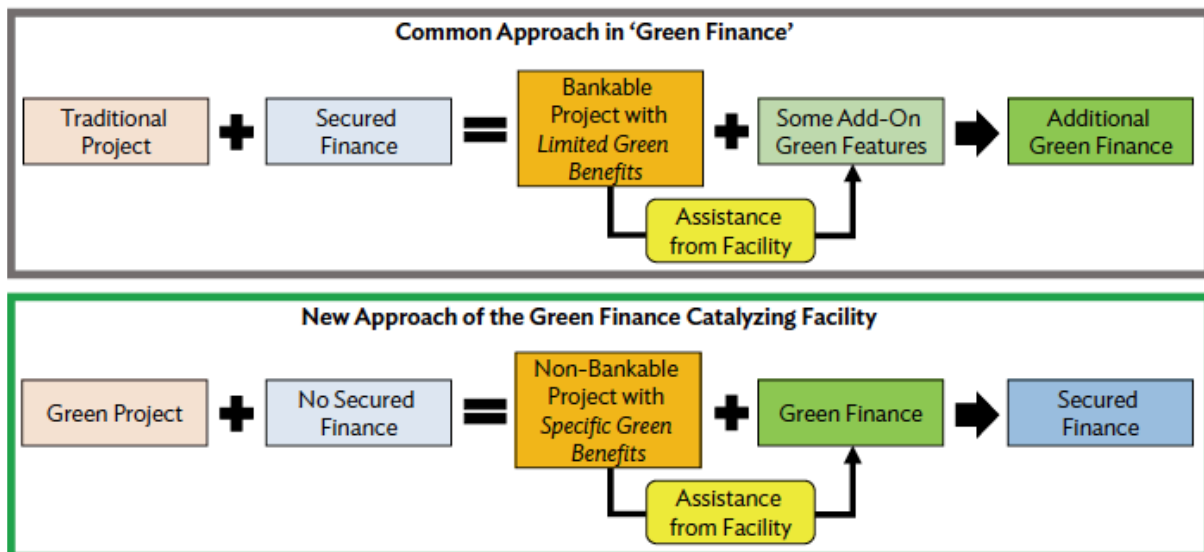 Common Approach in ‘Green Finance’
Traditional
Project
Secured
Finance
Bankable
Project with
Limited Green
Benefits
Some Add-On
Green Features
Additional
Green Finance
Assistance
from Facility
New Approach of the Green Finance Catalyzing Facility
Green Project
No Secured
Finance
Non-Bankable
Project with
Specific Green
Benefits
Green Finance
Secured
Finance
Assistance
from Facility